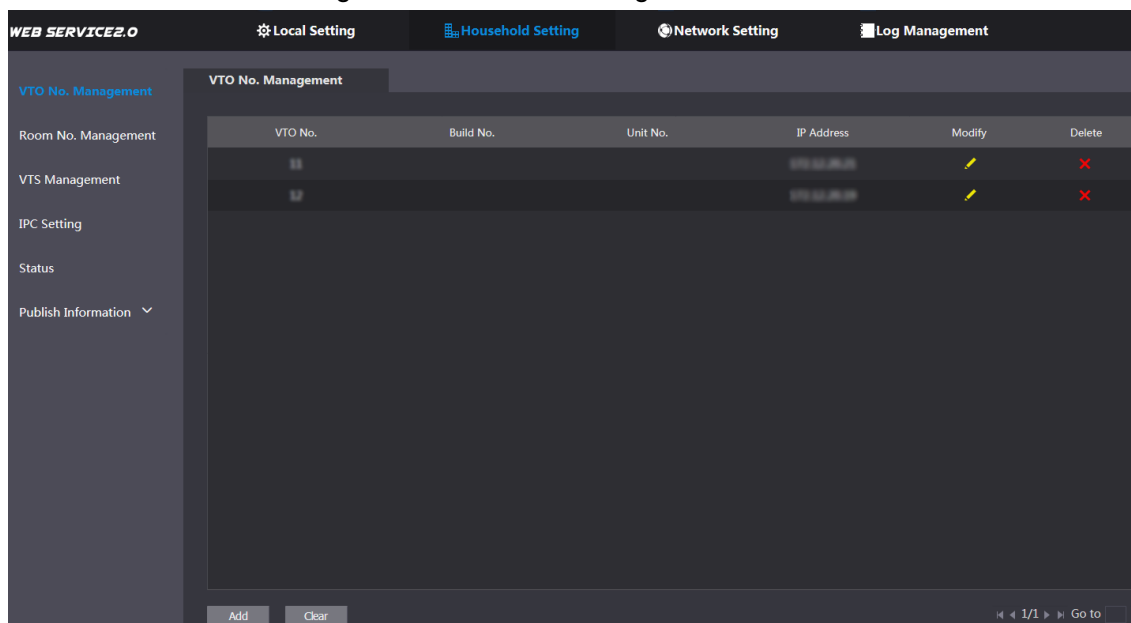 WEB SERVICE2.0 Local Setting Household Setting Network Setting Log Management
VTO No. Management
VTO No. Management
Room No. Management
VTS Management
IPC Setting
Status
Publish Information
VTO No. Build No. Unit No. IP Address Modify Delete
Add Clear 1/1 Go to